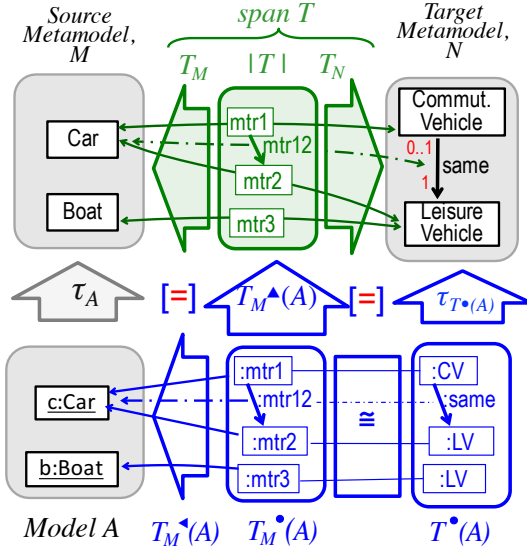 Source
Metamodel,
M
span T
Target
Metamodel,
N
T_M
|T|
T_N
Car
Boat
mtr1
mtr12
mtr2
mtr3
Commut.
Vehicle
0..1
same
1
Leisure
Vehicle
τ_A
[=]
T_M▲(A)
[=]
τ_T•(A)
c:Car
b:Boat
:mtr1
:mtr12
:mtr2
:mtr3
≅
:CV
:same
:LV
:LV
Model A
T_M◄(A)
T_M•(A)
T•(A)